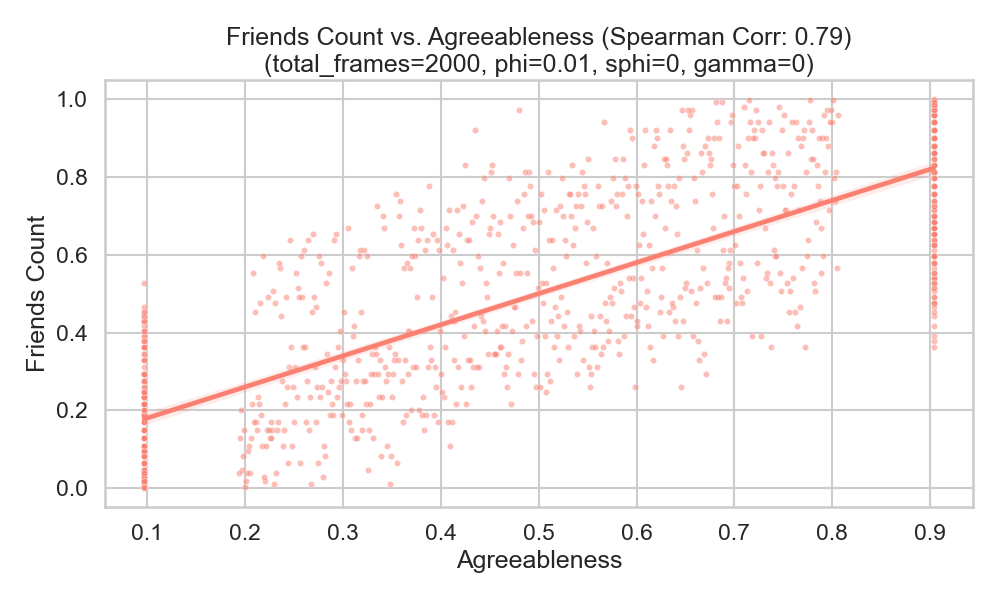 Friends Count vs. Agreeableness (Spearman Corr: 0.79)
(total_frames=2000, phi=0.01, sphi=0, gamma=0)
Friends Count
1.0
0.8
0.6
0.4
0.2
0.0
0.1 0.2 0.3 0.4 0.5 0.6 0.7 0.8 0.9
Agreeableness